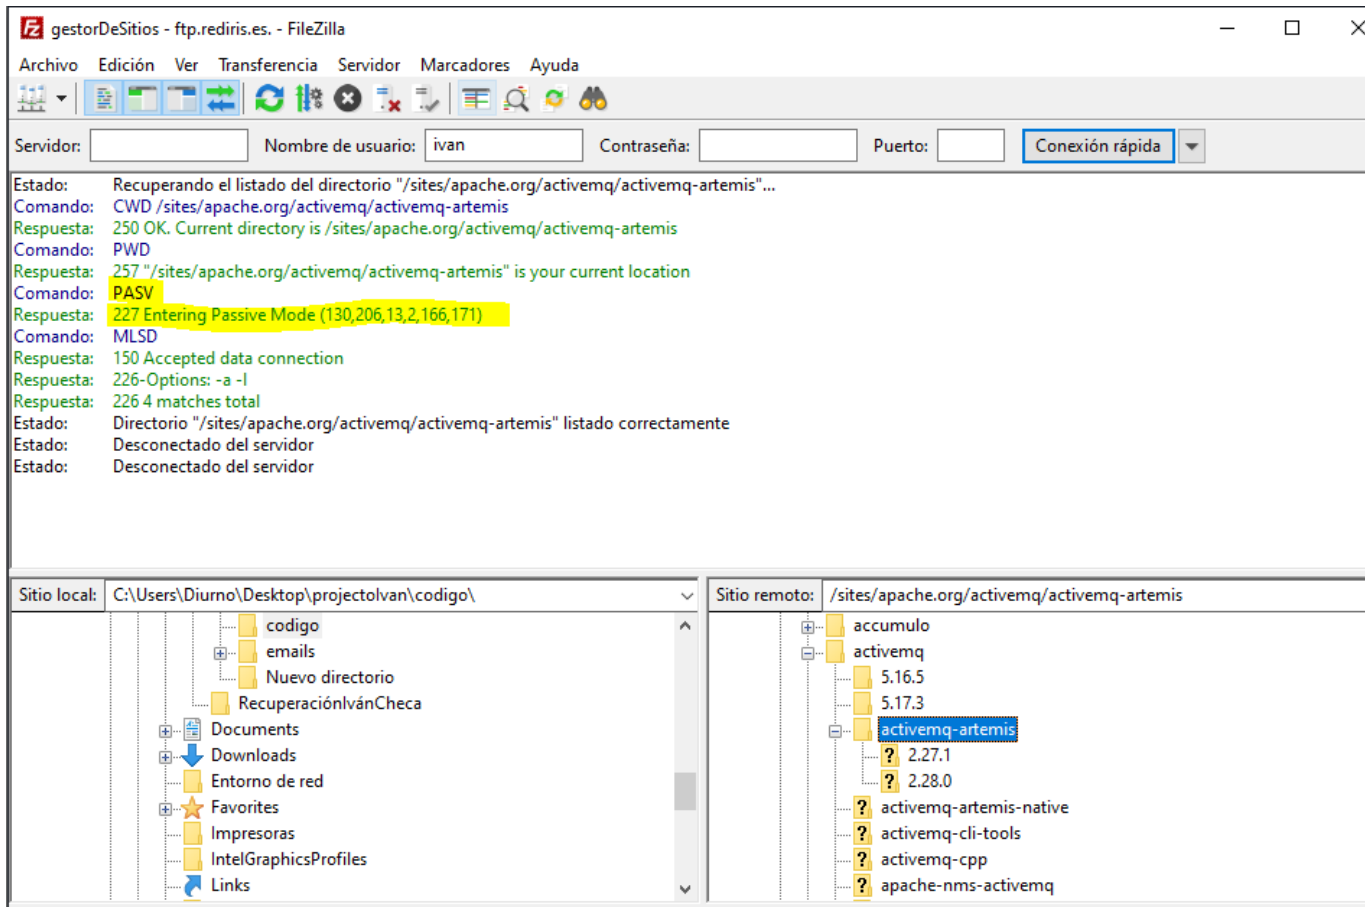 gestorDeSitios - ftp.rediris.es. - FileZilla
Archivo Edición Ver Transferencia Servidor Marcadores Ayuda
Servidor: Nombre de usuario: ivan Contraseña: Puerto: Conexión rápida
Estado: Recuperando el listado del directorio "/sites/apache.org/activemq/activemq-artemis"...
Comando: CWD /sites/apache.org/activemq/activemq-artemis
Respuesta: 250 OK. Current directory is /sites/apache.org/activemq/activemq-artemis
Comando: PWD
Respuesta: 257 "/sites/apache.org/activemq/activemq-artemis" is your current location
Comando: PASV
Respuesta: 227 Entering Passive Mode (130,206,13,2,166,171)
Comando: MLSD
Respuesta: 150 Accepted data connection
Respuesta: 226-Options: -a -l
Respuesta: 226 4 matches total
Estado: Directorio "/sites/apache.org/activemq/activemq-artemis" listado correctamente
Estado: Desconectado del servidor
Estado: Desconectado del servidor
Sitio local: C:\Users\Diurno\Desktop\projectoIvan\codigo\
codigo
emails
Nuevo directorio
RecuperaciónIvánCheca
Documents
Downloads
Entorno de red
Favorites
Impresoras
IntelGraphicsProfiles
Links
Sitio remoto: /sites/apache.org/activemq/activemq-artemis
accumulo
activemq
5.16.5
5.17.3
activemq-artemis
2.27.1
2.28.0
activemq-artemis-native
activemq-cli-tools
activemq-cpp
apache-nms-activemq